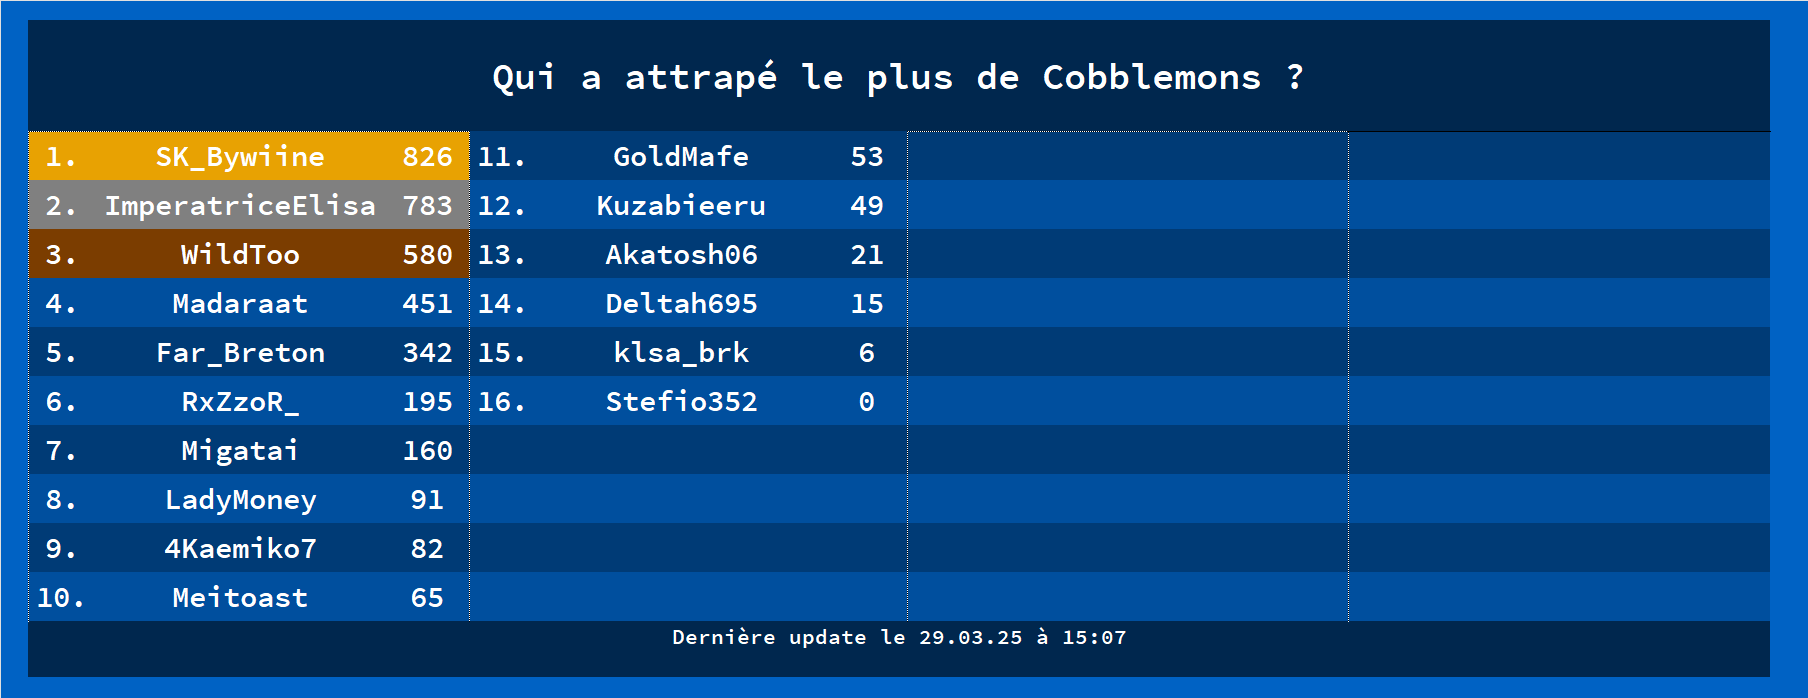 Qui a attrapé le plus de Cobblemons ?
1. SK_Bywiine 826
2. ImperatriceElisa 783
3. WildToo 580
4. Madaraat 451
5. Far_Breton 342
6. RxZzoR_ 195
7. Migatai 160
8. LadyMoney 91
9. 4Kaemiko7 82
10. Meitoast 65
11. GoldMafe 53
12. Kuzabieeru 49
13. Akatosh06 21
14. Deltah695 15
15. klsa_brk 6
16. Stefio352 0
Dernière update le 29.03.25 à 15:07